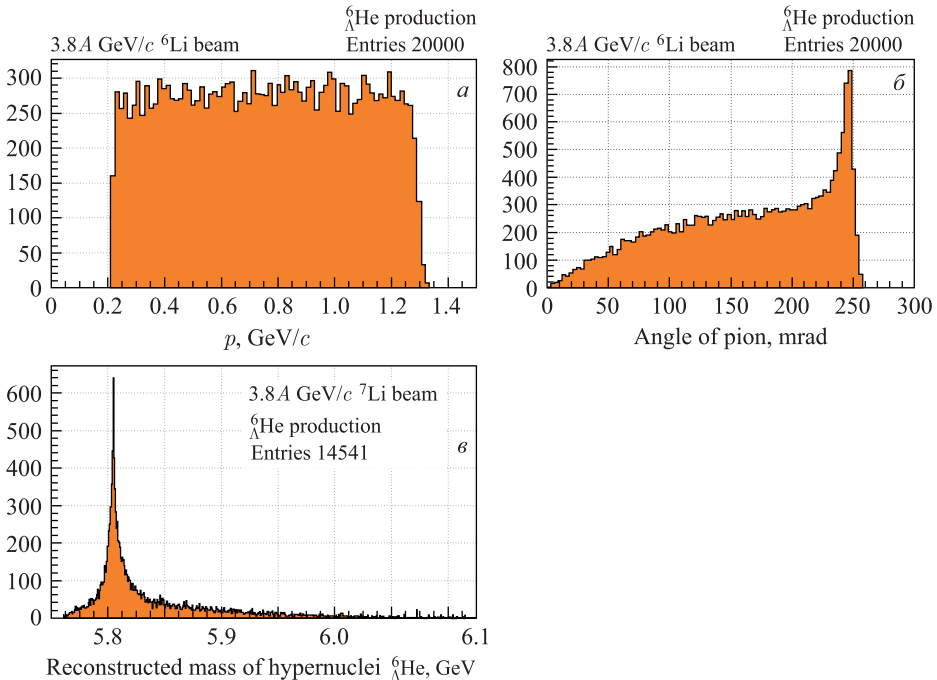 3.8A GeV/c ⁶Li beam
⁶ΛHe production
Entries 20000
а
300
250
200
150
100
50
0
0 0.2 0.4 0.6 0.8 1.0 1.2 1.4
p, GeV/c
3.8A GeV/c ⁶Li beam
⁶ΛHe production
Entries 20000
б
800
700
600
500
400
300
200
100
0
0 50 100 150 200 250 300
Angle of pion, mrad
3.8A GeV/c ⁷Li beam
⁶ΛHe production
Entries 14541
в
600
500
400
300
200
100
0
5.8 5.9 6.0 6.1
Reconstructed mass of hypernuclei ⁶ΛHe, GeV